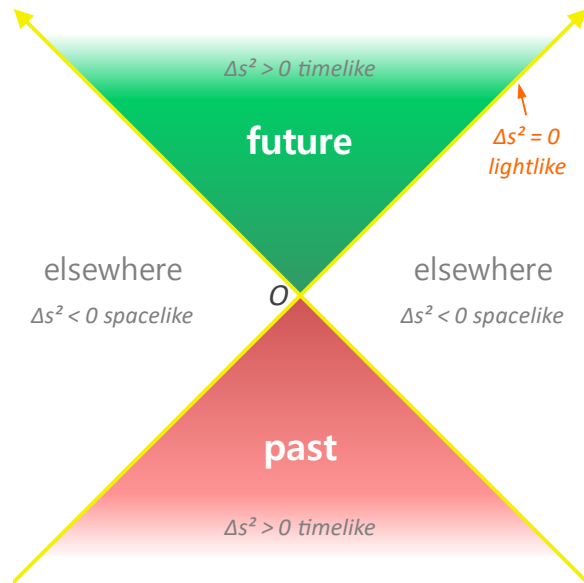 Δs² > 0 timelike
future
Δs² = 0
lightlike
elsewhere
elsewhere
O
Δs² < 0 spacelike
Δs² < 0 spacelike
past
Δs² > 0 timelike